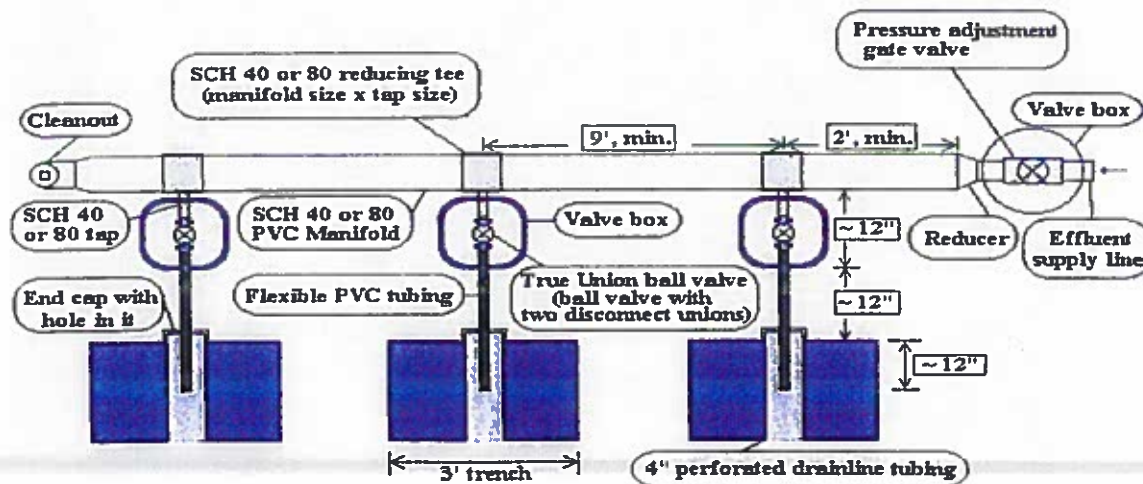 Pressure adjustment
gate valve
SCH 40 or 80 reducing tee
(manifold size x tap size)
Cleanout
Valve box
9', min.
2', min.
SCH 40
or 80 tap
SCH 40 or 80
PVC Manifold
Valve box
~12"
Reducer
Effluent
supply line
End cap with
hole in it
Flexible PVC tubing
True Union ball valve
(ball valve with
two disconnect unions)
~12"
~12"
3' trench
4" perforated drainline tubing